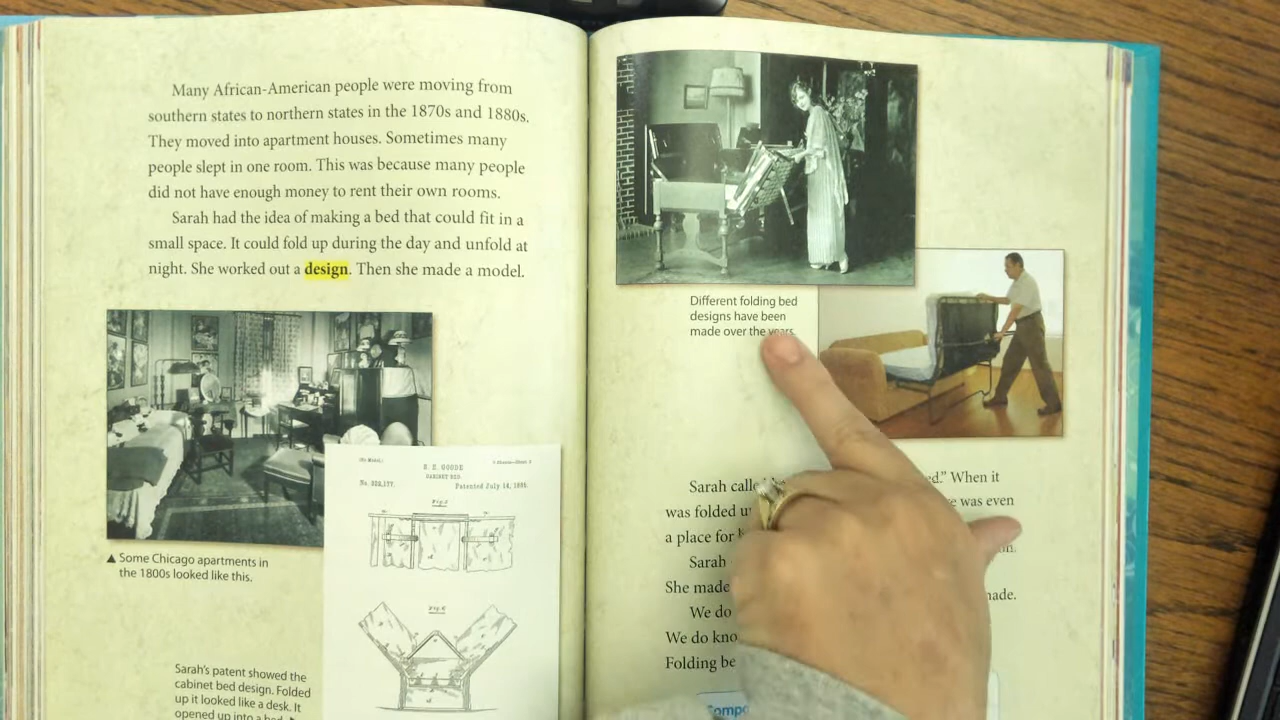 Many African-American people were moving from
southern states to northern states in the 1870s and 1880s.
They moved into apartment houses. Sometimes many
people slept in one room. This was because many people
did not have enough money to rent their own rooms.
Sarah had the idea of making a bed that could fit in a
small space. It could fold up during the day and unfold at
night. She worked out a design. Then she made a model.
▲ Some Chicago apartments in
the 1800s looked like this.
(No Model.)
S. E. GOODE
CABINET BED.
No. 322,177.
Patented July 14, 1885.
Sarah's patent showed the
cabinet bed design. Folded
up it looked like a desk. It
opened up into a bed.
Different folding bed
designs have been
made over the years.
Sarah ed." When it
was folded was even
a place for
Sarah
She made made.
We do
We do
Folding